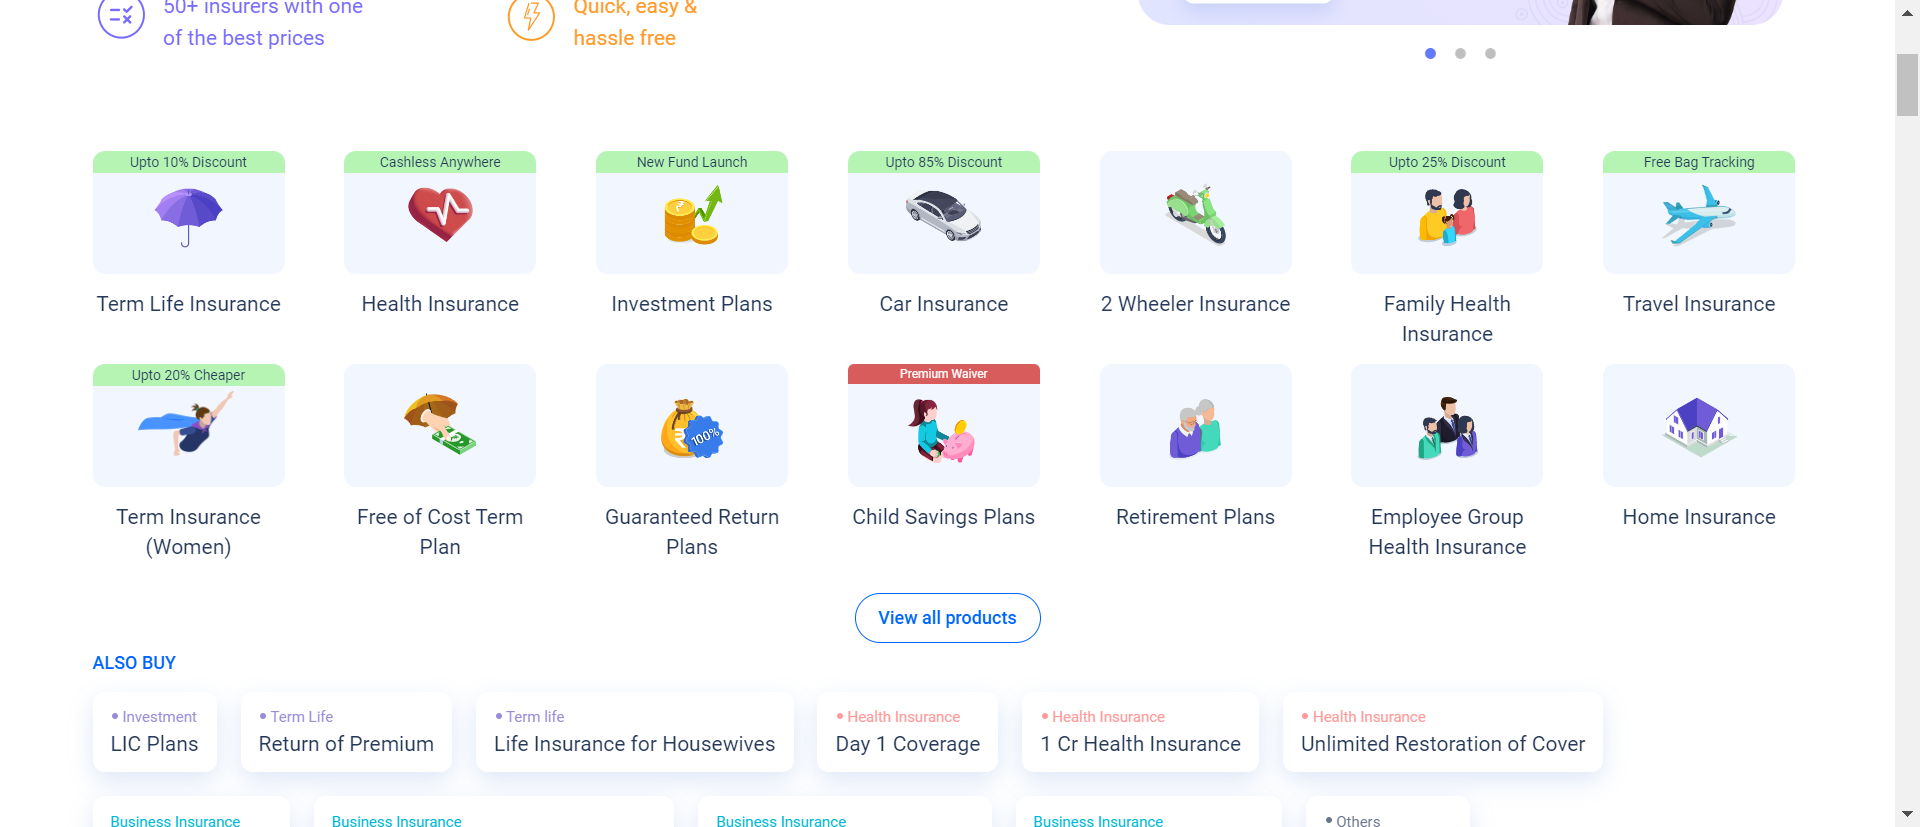 50+ insurers with one
of the best prices
Quick, easy &
hassle free
Upto 10% Discount
Term Life Insurance
Cashless Anywhere
Health Insurance
New Fund Launch
Investment Plans
Upto 85% Discount
Car Insurance
2 Wheeler Insurance
Upto 25% Discount
Family Health
Insurance
Free Bag Tracking
Travel Insurance
Upto 20% Cheaper
Term Insurance
(Women)
Free of Cost Term
Plan
100%
Guaranteed Return
Plans
Premium Waiver
Child Savings Plans
Retirement Plans
Employee Group
Health Insurance
Home Insurance
View all products
ALSO BUY
Investment
LIC Plans
Term Life
Return of Premium
Term life
Life Insurance for Housewives
Health Insurance
Day 1 Coverage
Health Insurance
1 Cr Health Insurance
Health Insurance
Unlimited Restoration of Cover
Business Insurance
Business Insurance
Business Insurance
Business Insurance
Others